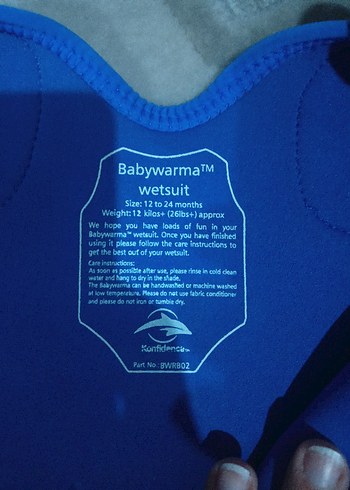 Babywarma™
wetsuit
Size: 12 to 24 months
Weight: 12 kilos+ (26lbs+) approx
We hope you have loads of fun in your
Babywarma™ wetsuit. Once you have finished
using it please follow the care instructions to
get the best out of your wetsuit.
Care instructions:
As soon as possible after use, please rinse in cold clean
water and hang to dry in the shade.
The Babywarma can be handwashed or machine washed
at low temperature. Please do not use fabric conditioner
and please do not iron or tumble dry.
Konfidence™
Part No : BWRB02